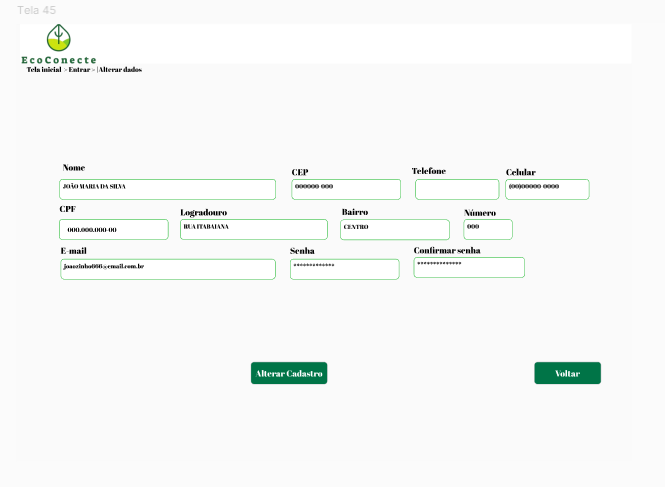 Tela 45
EcoConecte
Tela inicial > Entrar > |Alterar dados
Nome
CEP
Telefone
Celular
JOÃO MARIA DA SILVA
000000-000
(00)00000-0000
CPF
Logradouro
Bairro
Número
000.000.000-00
RUA ITABAIANA
CENTRO
000
E-mail
Senha
Confirmar senha
joaozinho666@email.com.br
*************
**************
Alterar Cadastro
Voltar